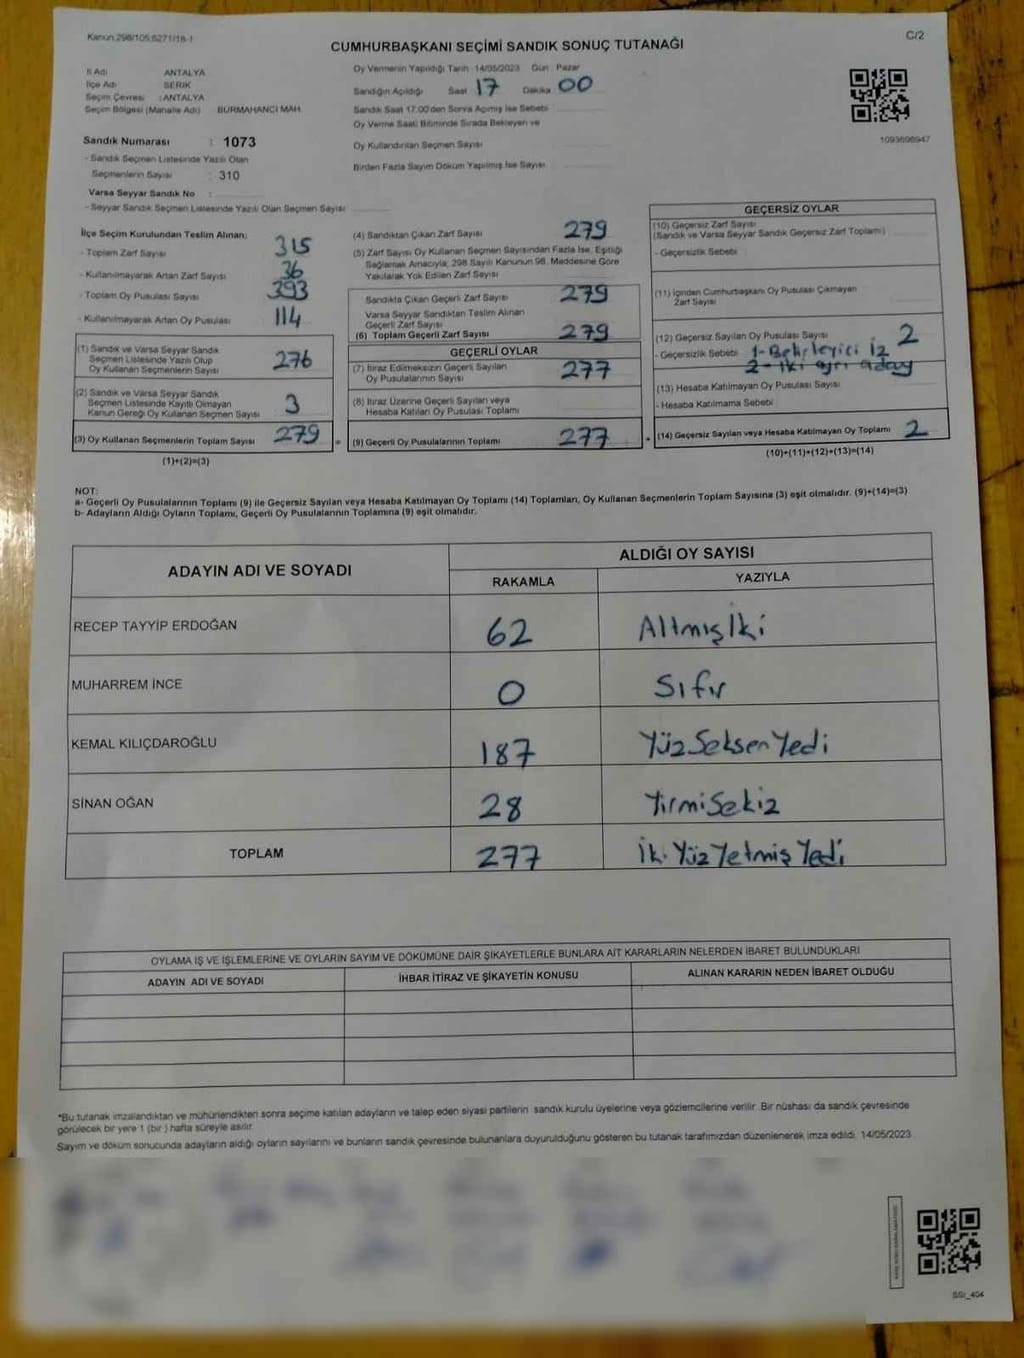 Kanun:298/105,6271/18-1
C/2
CUMHURBAŞKANI SEÇİMİ SANDIK SONUÇ TUTANAĞI
İl Adı ANTALYA
İlçe Adı SERİK
Seçim Çevresi : ANTALYA
Seçim Bölgesi (Mahalle Adı) BURMAHANCI MAH.
Oy Vermenin Yapıldığı Tarih 14/05/2023 Gün Pazar
Sandığın Açıldığı Saat 17 Dakika 00
Sandık Saat 17:00'den Sonra Açılmış İse Sebebi
Oy Verme Saati Bitiminde Sırada Bekleyen ve
Oy Kullandırılan Seçmen Sayısı
Birden Fazla Sayım Döküm Yapılmış İse Sayısı
1093698947
Sandık Numarası : 1073
- Sandık Seçmen Listesinde Yazılı Olan
Seçmenlerin Sayısı : 310
Varsa Seyyar Sandık No :
- Seyyar Sandık Seçmen Listesinde Yazılı Olan Seçmen Sayısı
İlçe Seçim Kurulundan Teslim Alınan:
- Toplam Zarf Sayısı 315
- Kullanılmayarak Artan Zarf Sayısı 36
- Toplam Oy Pusulası Sayısı 393
- Kullanılmayarak Artan Oy Pusulası 114
(1) Sandık ve Varsa Seyyar Sandık
Seçmen Listesinde Yazılı Olup
Oy Kullanan Seçmenlerin Sayısı 276
(2) Sandık ve Varsa Seyyar Sandık
Seçmen Listesinde Kayıtlı Olmayan
Kanun Gereği Oy Kullanan Seçmen Sayısı 3
(3) Oy Kullanan Seçmenlerin Toplam Sayısı 279 =
(1)+(2)=(3)
(4) Sandıktan Çıkan Zarf Sayısı 279
(5) Zarf Sayısı Oy Kullanan Seçmen Sayısından Fazla İse, Eşitliği
Sağlamak Amacıyla; 298 Sayılı Kanunun 98. Maddesine Göre
Yakılarak Yok Edilen Zarf Sayısı
Sandıkta Çıkan Geçerli Zarf Sayısı 279
Varsa Seyyar Sandıktan Teslim Alınan
Geçerli Zarf Sayısı
(6) Toplam Geçerli Zarf Sayısı 279
GEÇERLİ OYLAR
(7) İtiraz Edilmeksizin Geçerli Sayılan
Oy Pusulalarının Sayısı 277
(8) İtiraz Üzerine Geçerli Sayılan veya
Hesaba Katılan Oy Pusulası Toplamı
(9) Geçerli Oy Pusulalarının Toplamı 277 +
GEÇERSİZ OYLAR
(10) Geçersiz Zarf Sayısı
(Sandık ve Varsa Seyyar Sandık Geçersiz Zarf Toplamı)
- Geçersizlik Sebebi
(11) İçinden Cumhurbaşkanı Oy Pusulası Çıkmayan
Zarf Sayısı
(12) Geçersiz Sayılan Oy Pusulası Sayısı 2
- Geçersizlik Sebebi 1- Belirleyici İz
2- iki ayrı aday
(13) Hesaba Katılmayan Oy Pusulası Sayısı
- Hesaba Katılmama Sebebi
(14) Geçersiz Sayılan veya Hesaba Katılmayan Oy Toplamı 2
(10)+(11)+(12)+(13)=(14)
NOT:
a- Geçerli Oy Pusulalarının Toplamı (9) ile Geçersiz Sayılan veya Hesaba Katılmayan Oy Toplamı (14) Toplamları, Oy Kullanan Seçmenlerin Toplam Sayısına (3) eşit olmalıdır. (9)+(14)=(3)
b- Adayların Aldığı Oyların Toplamı, Geçerli Oy Pusulalarının Toplamına (9) eşit olmalıdır.
ADAYIN ADI VE SOYADI
ALDIĞI OY SAYISI
RAKAMLA YAZIYLA
RECEP TAYYİP ERDOĞAN 62 Altmışİki
MUHARREM İNCE 0 Sıfır
KEMAL KILIÇDAROĞLU 187 YüzSeksenYedi
SİNAN OĞAN 28 YirmiSekiz
TOPLAM 277 İkiYüzYetmişYedi
OYLAMA İŞ VE İŞLEMLERİNE VE OYLARIN SAYIM VE DÖKÜMÜNE DAİR ŞİKAYETLERLE BUNLARA AİT KARARLARIN NELERDEN İBARET BULUNDUKLARI
ADAYIN ADI VE SOYADI İHBAR İTİRAZ VE ŞİKAYETİN KONUSU ALINAN KARARIN NEDEN İBARET OLDUĞU
*Bu tutanak imzalandıktan ve mühürlendikten sonra seçime katılan adayların ve talep eden siyasi partilerin sandık kurulu üyelerine veya gözlemcilerine verilir. Bir nüshası da sandık çevresinde
görülecek bir yere 1 (bir) hafta süreyle asılır.
Sayım ve döküm sonucunda adayların aldığı oyların sayılarını ve bunların sandık çevresinde bulunanlara duyurulduğunu gösteren bu tutanak tarafımızdan düzenlenerek imza edildi. 14/05/2023
SSt_404